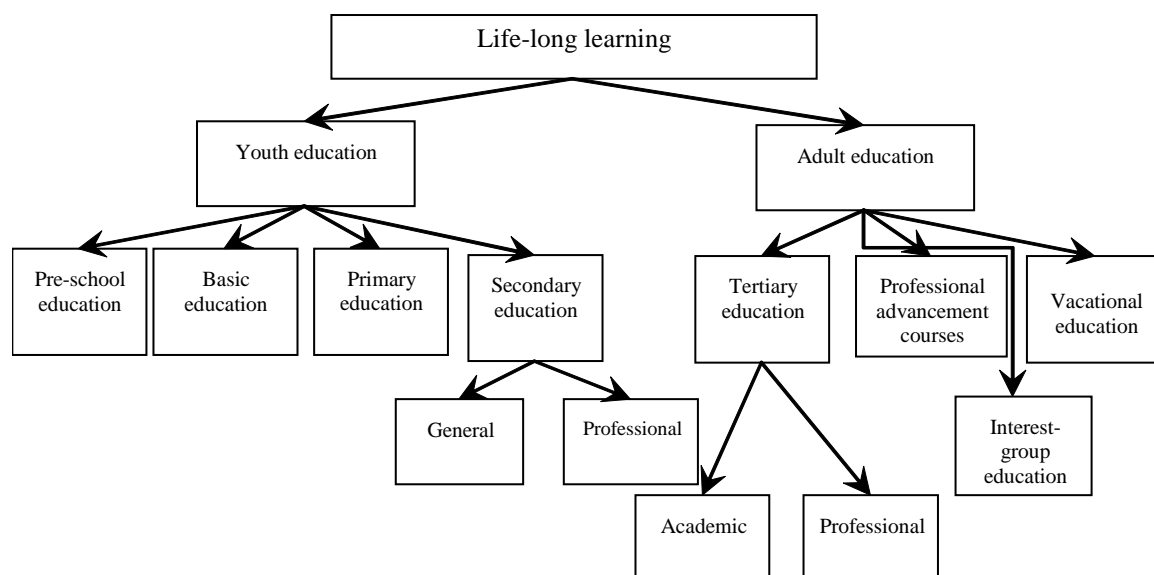 Life-long learning
Youth education
Adult education
Pre-school
education
Basic
education
Primary
education
Secondary
education
Tertiary
education
Professional
advancement
courses
Vacational
education
General
Professional
Interest-
group
education
Academic
Professional